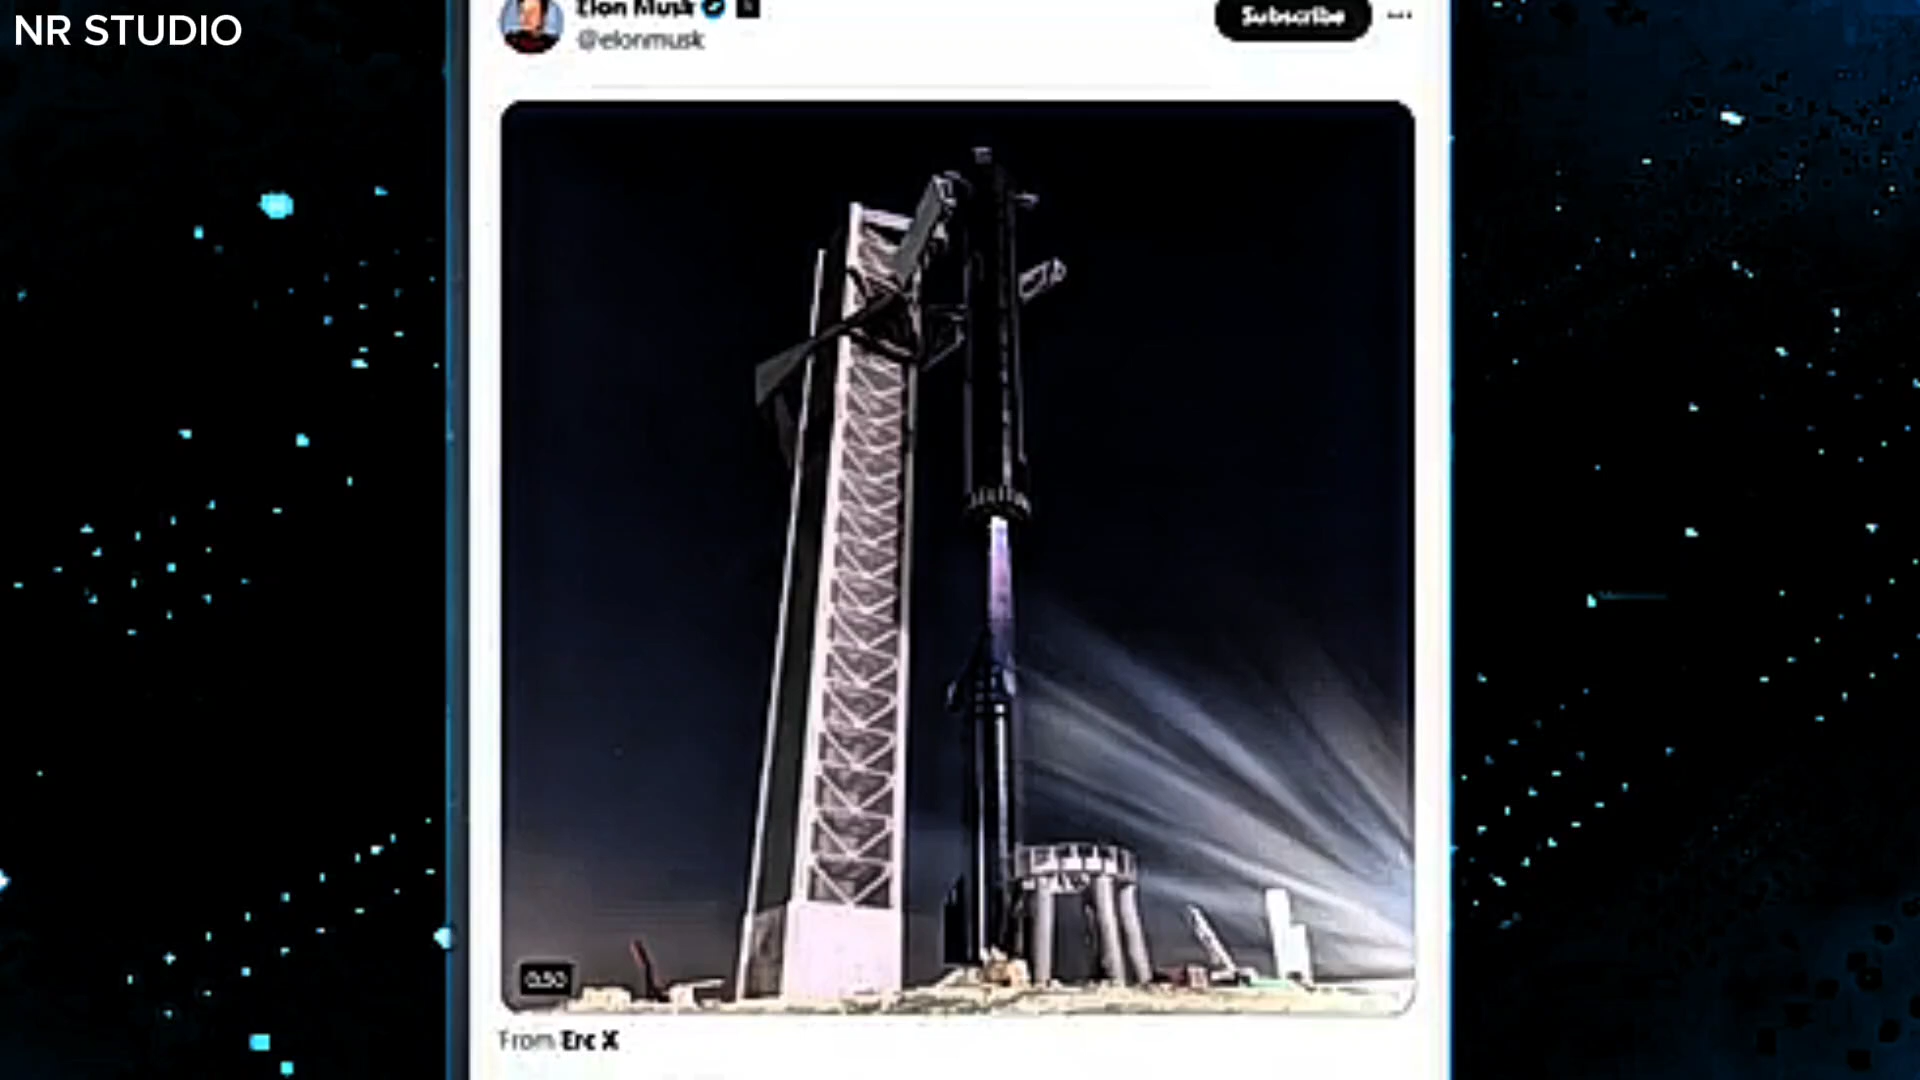 NR STUDIO
Elon Musk
@elonmusk
Subscribe
0:50
From Eric X